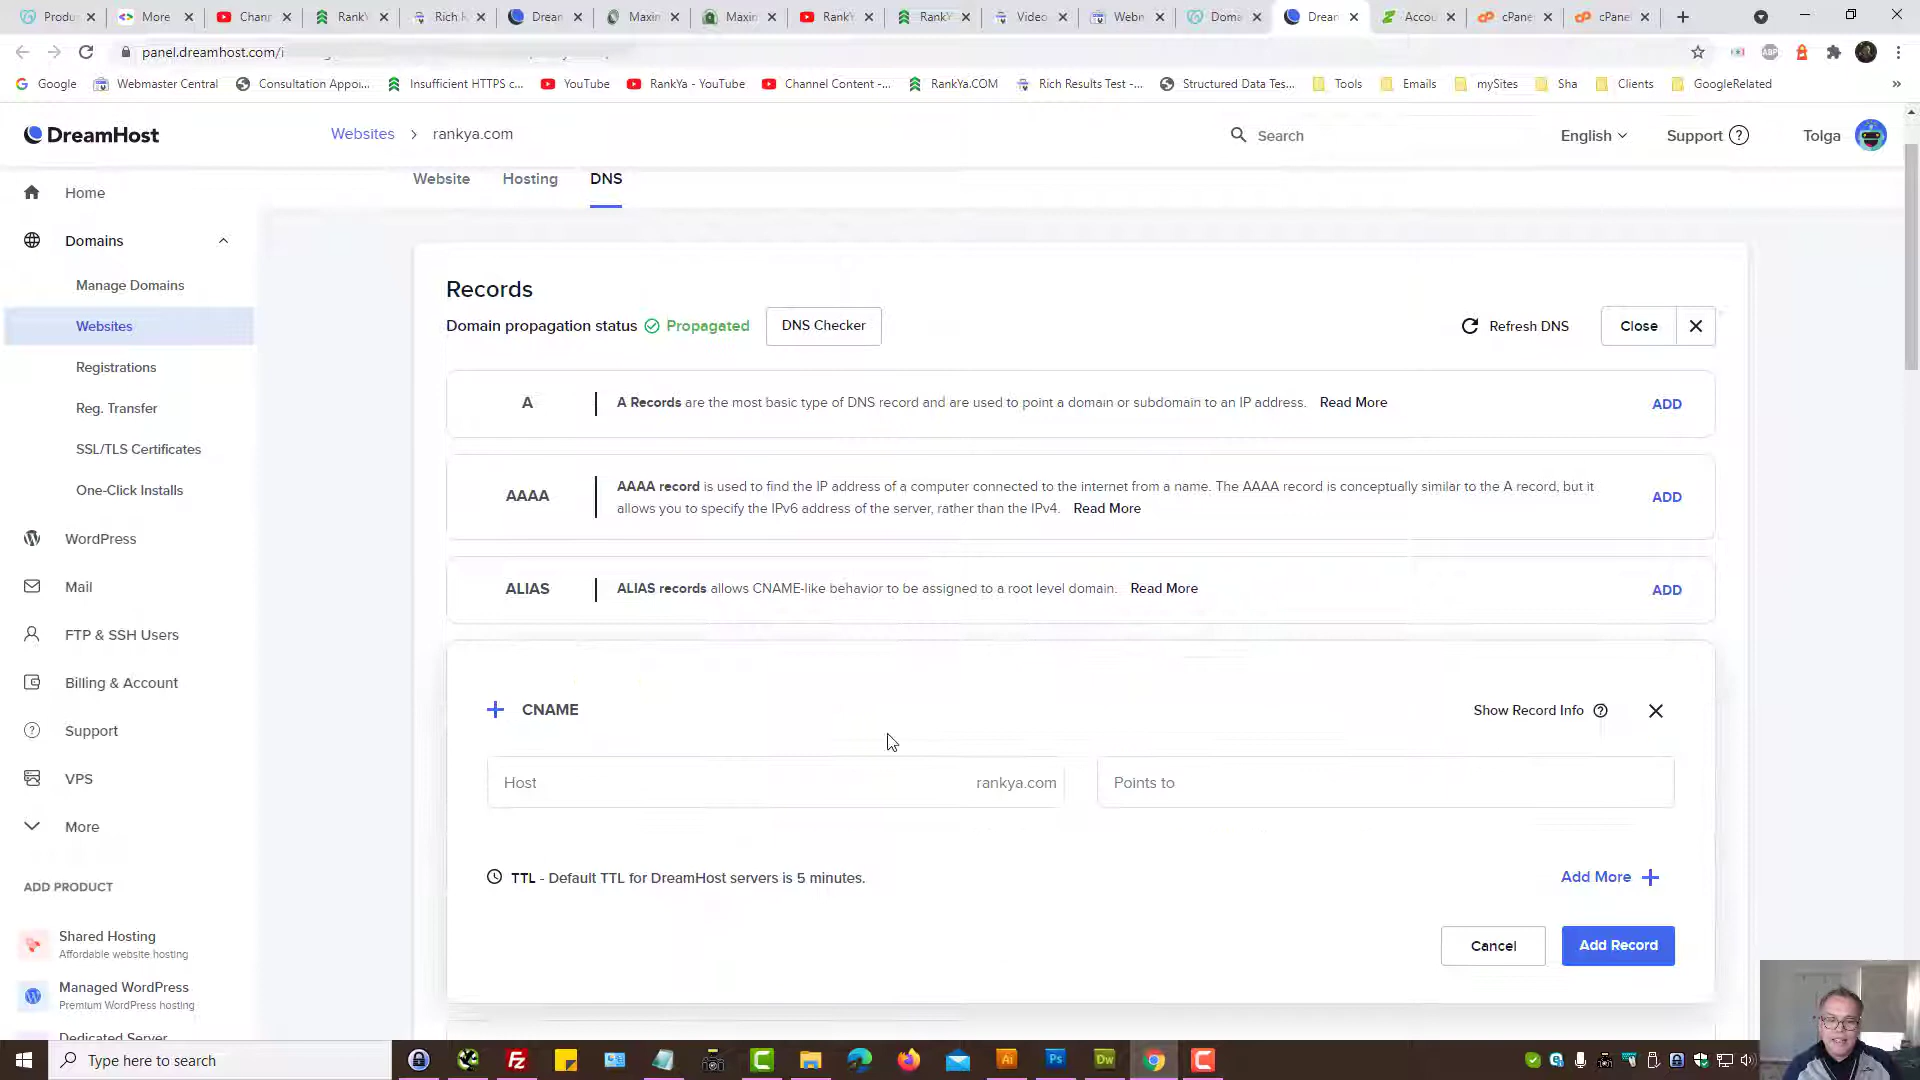 Produ
More
Chann
RankY
Rich R
Dream
Maxin
Maxim
RankY
RankY
Video
Webm
Doma
Dream
Accou
cPane
cPane
panel.dreamhost.com/i
Google
Webmaster Central
Consultation Appoi...
Insufficient HTTPS c...
YouTube
RankYa - YouTube
Channel Content -...
RankYa.COM
Rich Results Test -...
Structured Data Tes...
Tools
Emails
mySites
Sha
Clients
GoogleRelated
»
DreamHost
Websites > rankya.com
Search
English
Support
Tolga
Website
Hosting
DNS
Home
Domains
Manage Domains
Websites
Registrations
Reg. Transfer
SSL/TLS Certificates
One-Click Installs
WordPress
Mail
FTP & SSH Users
Billing & Account
Support
VPS
More
ADD PRODUCT
Shared Hosting
Affordable website hosting
Managed WordPress
Premium WordPress hosting
Dedicated Server
Records
Domain propagation status Propagated
DNS Checker
Refresh DNS
Close
A
A Records are the most basic type of DNS record and are used to point a domain or subdomain to an IP address. Read More
ADD
AAAA
AAAA record is used to find the IP address of a computer connected to the internet from a name. The AAAA record is conceptually similar to the A record, but it
allows you to specify the IPv6 address of the server, rather than the IPv4. Read More
ADD
ALIAS
ALIAS records allows CNAME-like behavior to be assigned to a root level domain. Read More
ADD
CNAME
Show Record Info
Host
rankya.com
Points to
TTL - Default TTL for DreamHost servers is 5 minutes.
Add More
Cancel
Add Record
Type here to search